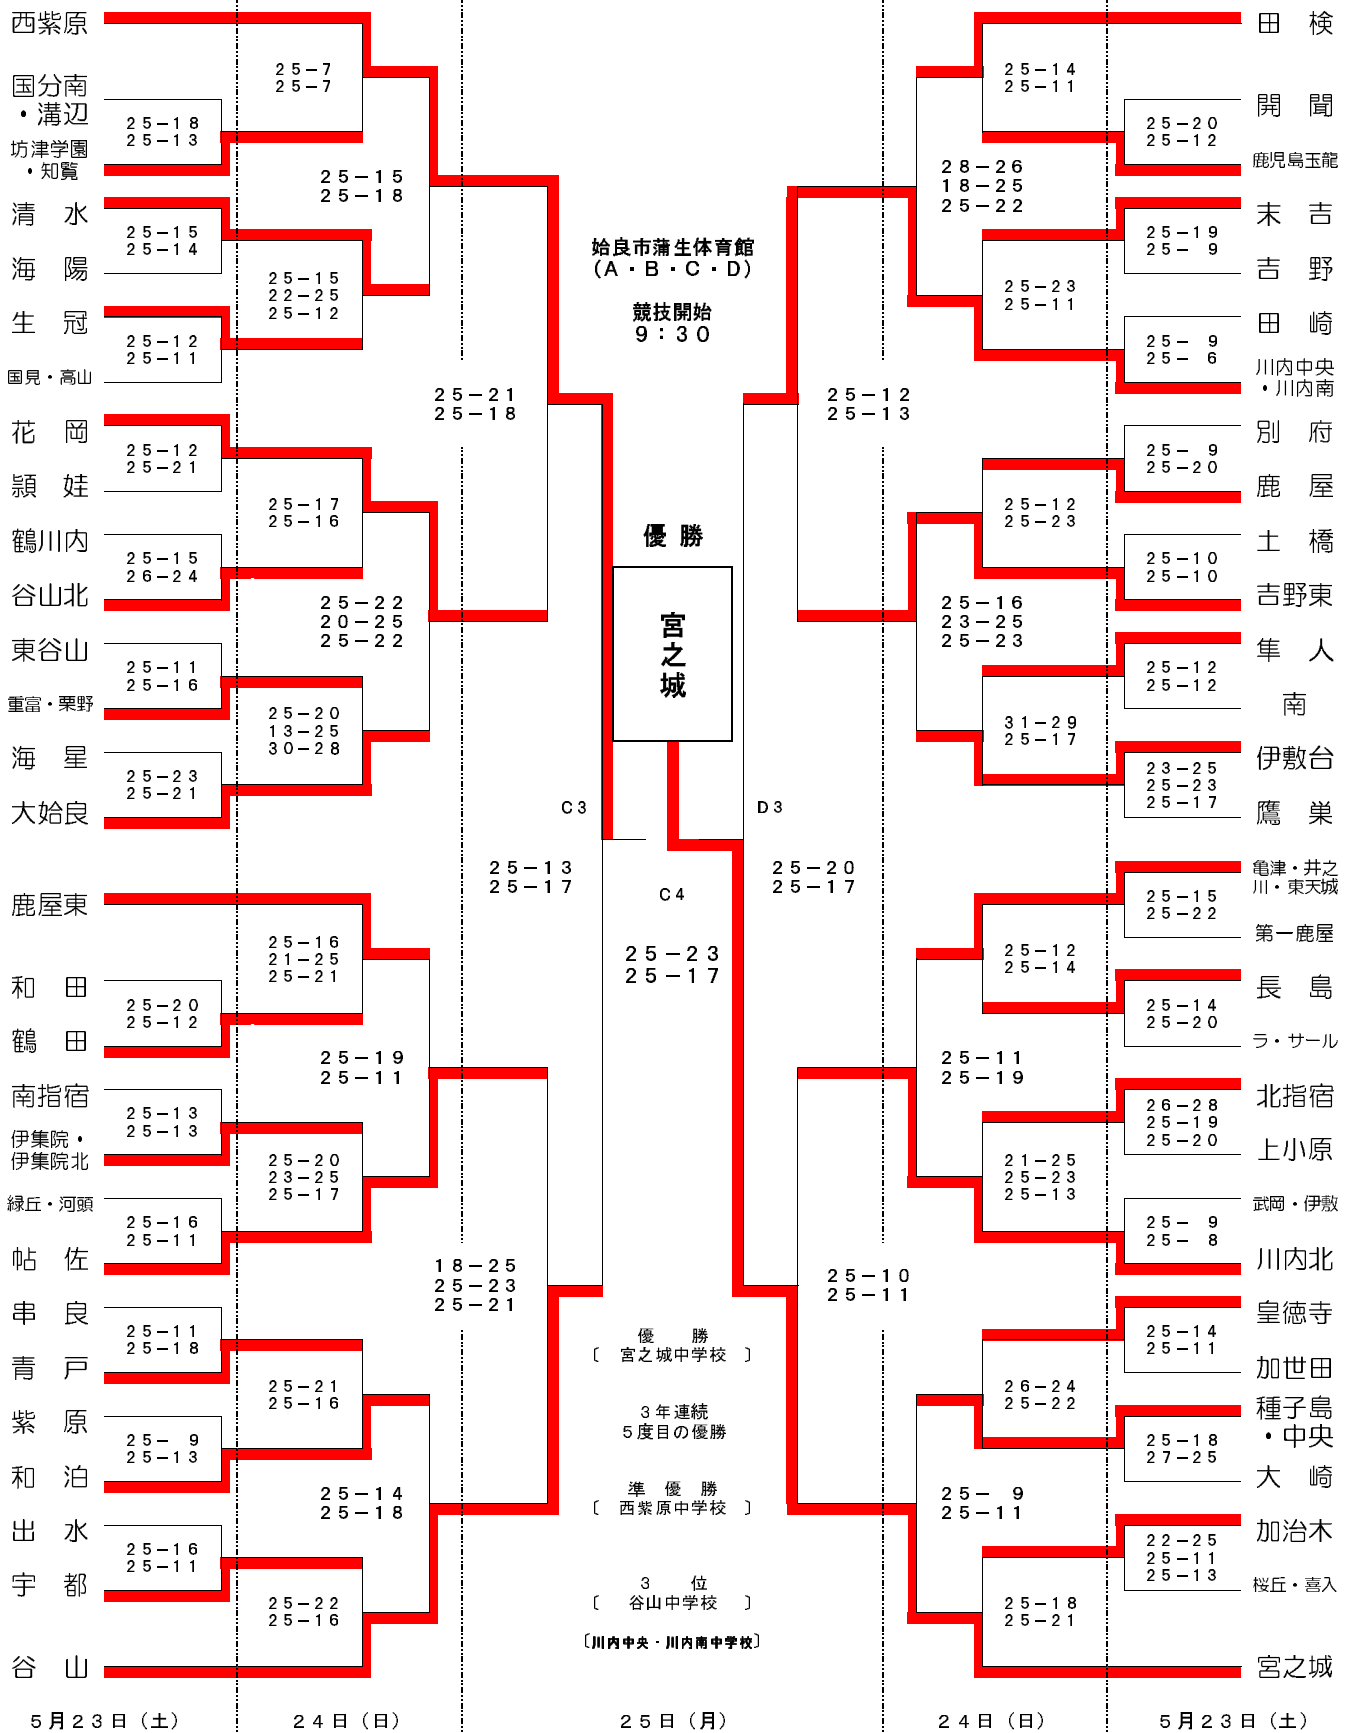 西紫原
国分南
・溝辺
坊津学園
・知覧
清　水
海　陽
生　冠
国見・高山
花　岡
頴　娃
鶴川内
谷山北
東谷山
重富・栗野
海　星
大姶良
鹿屋東
和　田
鶴　田
南指宿
伊集院・
伊集院北
緑丘・河頭
帖　佐
串　良
青　戸
紫　原
和　泊
出　水
宇　都
谷　山
２５－１８
２５－１３
２５－１５
２５－１４
２５－１２
２５－１１
２５－１２
２５－２１
２５－１５
２６－２４
２５－１１
２５－１６
２５－２３
２５－２１
２５－２０
２５－１２
２５－１３
２５－１３
２５－１６
２５－１１
２５－１１
２５－１８
２５－　９
２５－１３
２５－１６
２５－１１
２５－７
２５－７
２５－１５
２２－２５
２５－１２
２５－１７
２５－１６
２５－２０
１３－２５
３０－２８
２５－１６
２１－２５
２５－２１
２５－２０
２３－２５
２５－１７
２５－２１
２５－１６
２５－２２
２５－１６
２５－１５
２５－１８
２５－２２
２０－２５
２５－２２
２５－１９
２５－１１
２５－１４
２５－１８
２５－２１
２５－１８
１８－２５
２５－２３
２５－２１
２５－１３
２５－１７
姶良市蒲生体育館
（Ａ・Ｂ・Ｃ・Ｄ）
競技開始
９：３０
優 勝
宮之城
Ｃ３
Ｄ３
Ｃ４
２５－２３
２５－１７
優　　勝
〔　宮之城中学校　〕
３年連続
５度目の優勝
準　優　勝
〔　西紫原中学校　〕
３　　位
〔　谷山中学校　〕
〔川内中央・川内南中学校〕
２５－２０
２５－１７
２５－１２
２５－１３
２５－１０
２５－１１
２８－２６
１８－２５
２５－２２
２５－１６
２３－２５
２５－２３
２５－１１
２５－１９
２５－　９
２５－１１
２５－１４
２５－１１
２５－２３
２５－１１
２５－１２
２５－２３
３１－２９
２５－１７
２５－１２
２５－１４
２１－２５
２５－２３
２５－１３
２６－２４
２５－２２
２５－１８
２５－２１
２５－２０
２５－１２
２５－１９
２５－　９
２５－　９
２５－　６
２５－　９
２５－２０
２５－１０
２５－１０
２５－１２
２５－１２
２３－２５
２５－２３
２５－１７
２５－１５
２５－２２
２５－１４
２５－２０
２６－２８
２５－１９
２５－２０
２５－　９
２５－　８
２５－１４
２５－１１
２５－１８
２７－２５
２２－２５
２５－１１
２５－１３
田　検
開　聞
鹿児島玉龍
末　吉
吉　野
田　崎
川内中央
・川内南
別　府
鹿　屋
土　橋
吉野東
隼　人
南
伊敷台
鷹　巣
亀津・井之
川・東天城
第一鹿屋
長　島
ラ・サール
北指宿
上小原
武岡・伊敷
川内北
皇徳寺
加世田
種子島
・中央
大　崎
加治木
桜丘・喜入
宮之城
５月２３日（土）
２４日（日）
２５日（月）
２４日（日）
５月２３日（土）